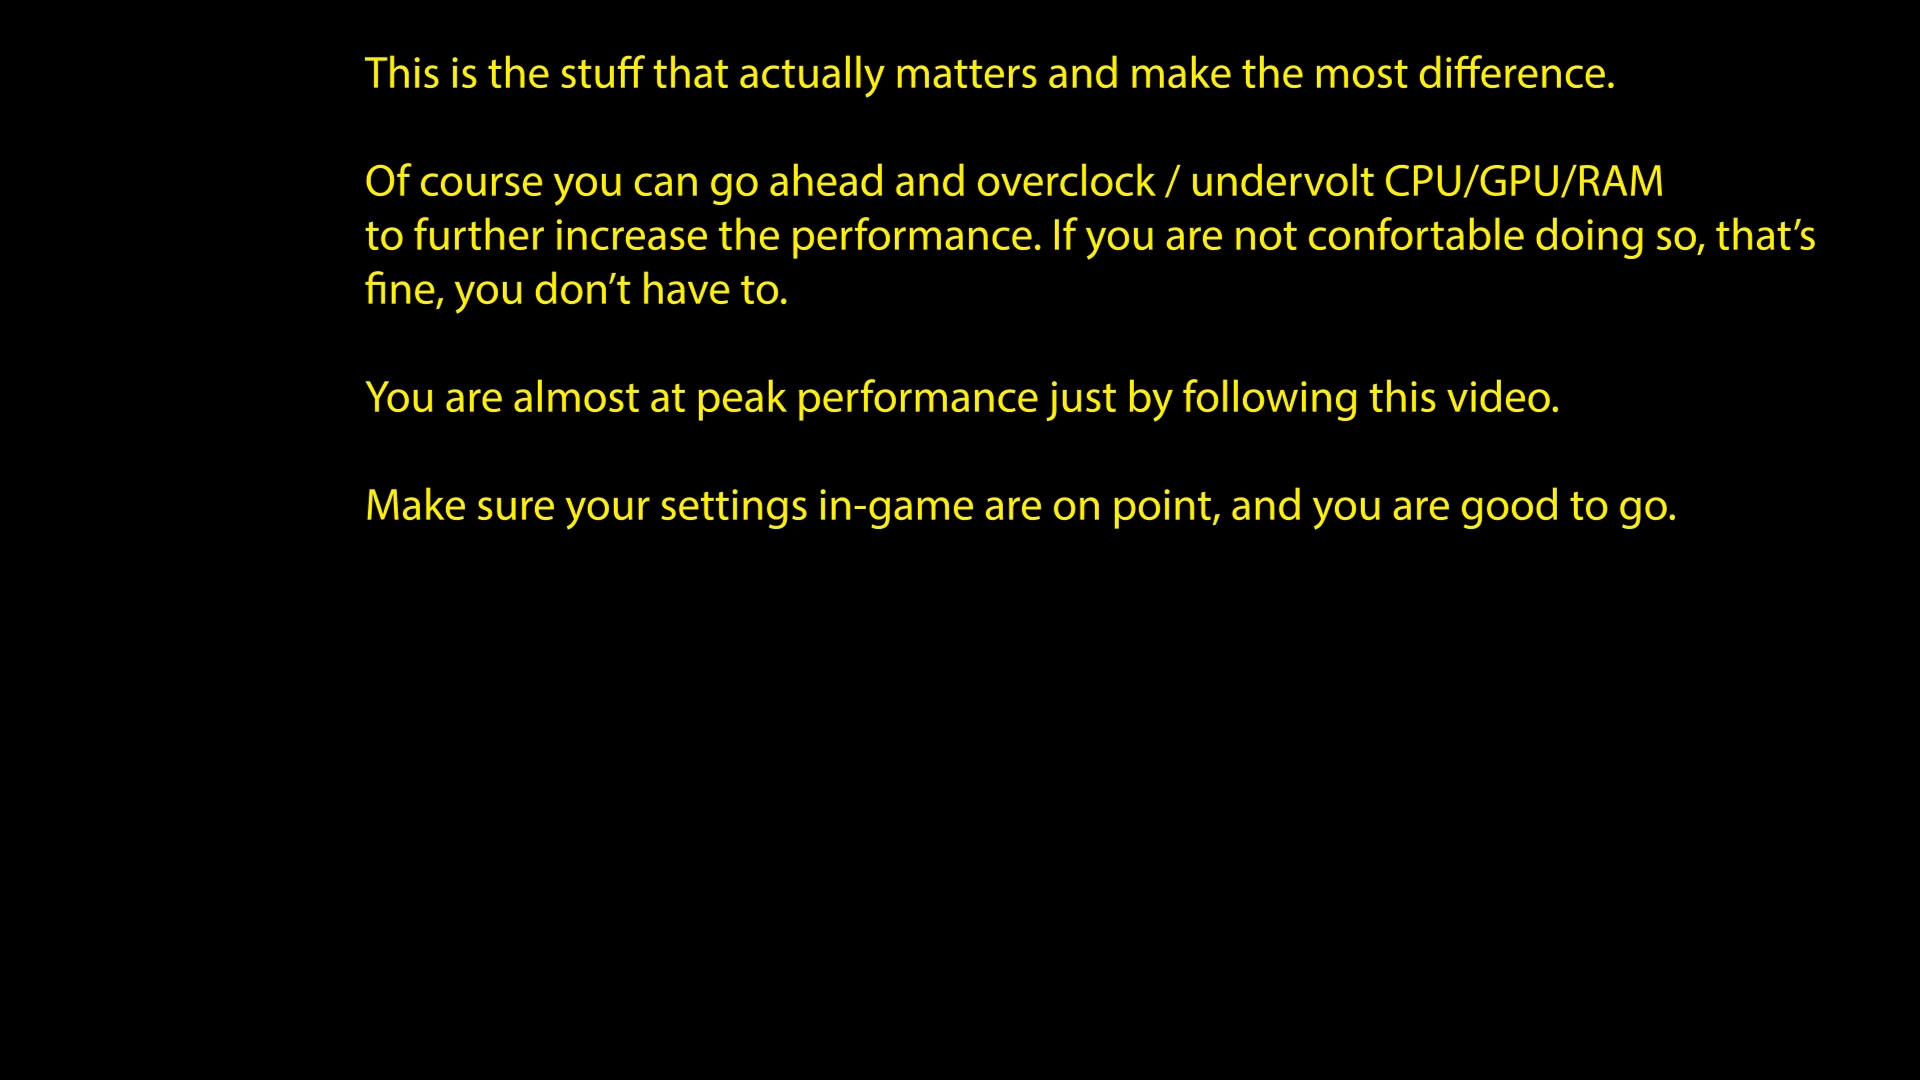 This is the stuff that actually matters and make the most difference.
Of course you can go ahead and overclock / undervolt CPU/GPU/RAM
to further increase the performance. If you are not confortable doing so, that’s
fine, you don’t have to.
You are almost at peak performance just by following this video.
Make sure your settings in-game are on point, and you are good to go.